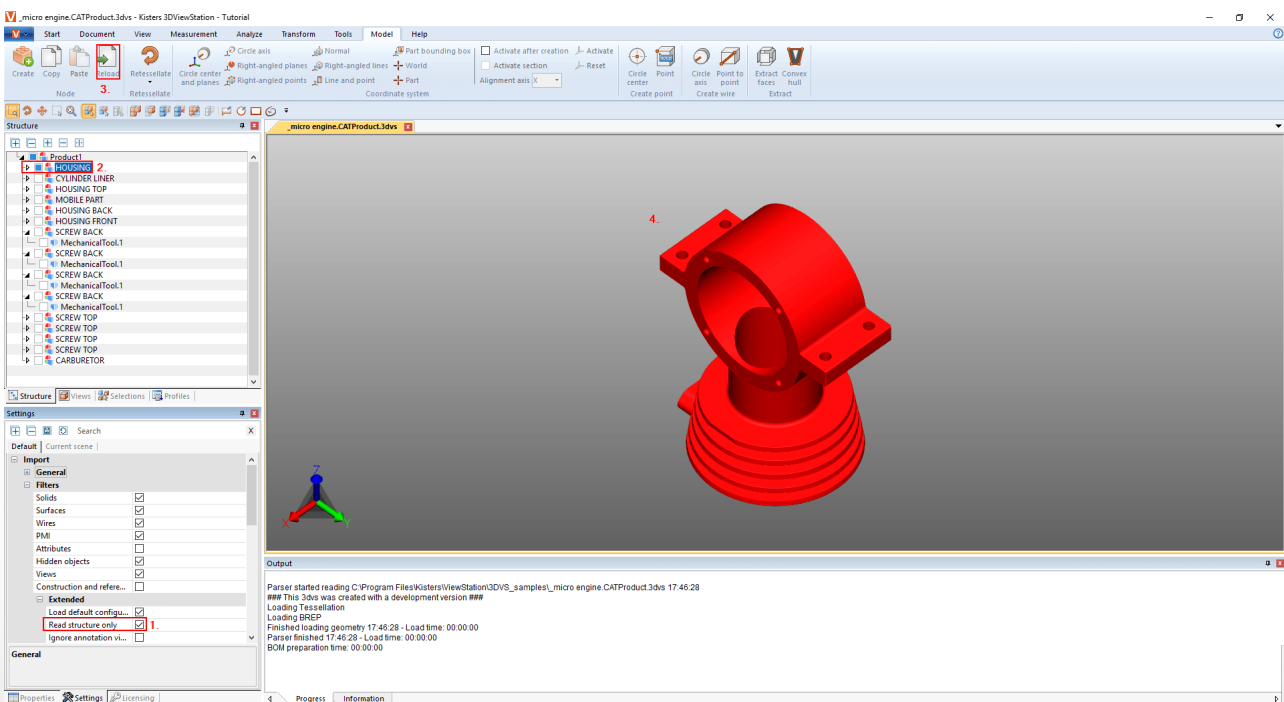 _micro engine.CATProduct.3dvs - Kisters 3DViewStation - Tutorial
Start Document View Measurement Analyze Transform Tools Model Help
Create Copy Paste Reload Retessellate Circle center and planes
3.
Circle axis Normal Part bounding box Activate after creation Activate
Right-angled planes Right-angled lines World Activate section Reset
Right-angled points Line and point Part Alignment axis X
Circle center Point Circle axis Point to point Extract faces Convex hull
Node Retessellate Coordinate system Create point Create wire Extract
Structure
_micro engine.CATProduct.3dvs
Product1
HOUSING 2.
CYLINDER LINER
HOUSING TOP
MOBILE PART
HOUSING BACK
HOUSING FRONT
SCREW BACK
MechanicalTool.1
SCREW BACK
MechanicalTool.1
SCREW BACK
MechanicalTool.1
SCREW BACK
MechanicalTool.1
SCREW TOP
SCREW TOP
SCREW TOP
SCREW TOP
CARBURETOR
Structure Views Selections Profiles
4.
Z
X Y
Settings
Search X
Default Current scene
Import
General
Filters
Solids
Surfaces
Wires
PMI
Attributes
Hidden objects
Views
Construction and refere...
Extended
Load default configu...
Read structure only 1.
Ignore annotation vi...
General
Properties Settings Licensing
Output
Parser started reading C:\Program Files\Kisters\ViewStation\3DVS_samples\_micro engine.CATProduct.3dvs 17:46:28
### This 3dvs was created with a development version ###
Loading Tessellation
Loading BREP
Finished loading geometry 17:46:28 - Load time: 00:00:00
Parser finished 17:46:28 - Load time: 00:00:00
BOM preparation time: 00:00:00
Progress Information